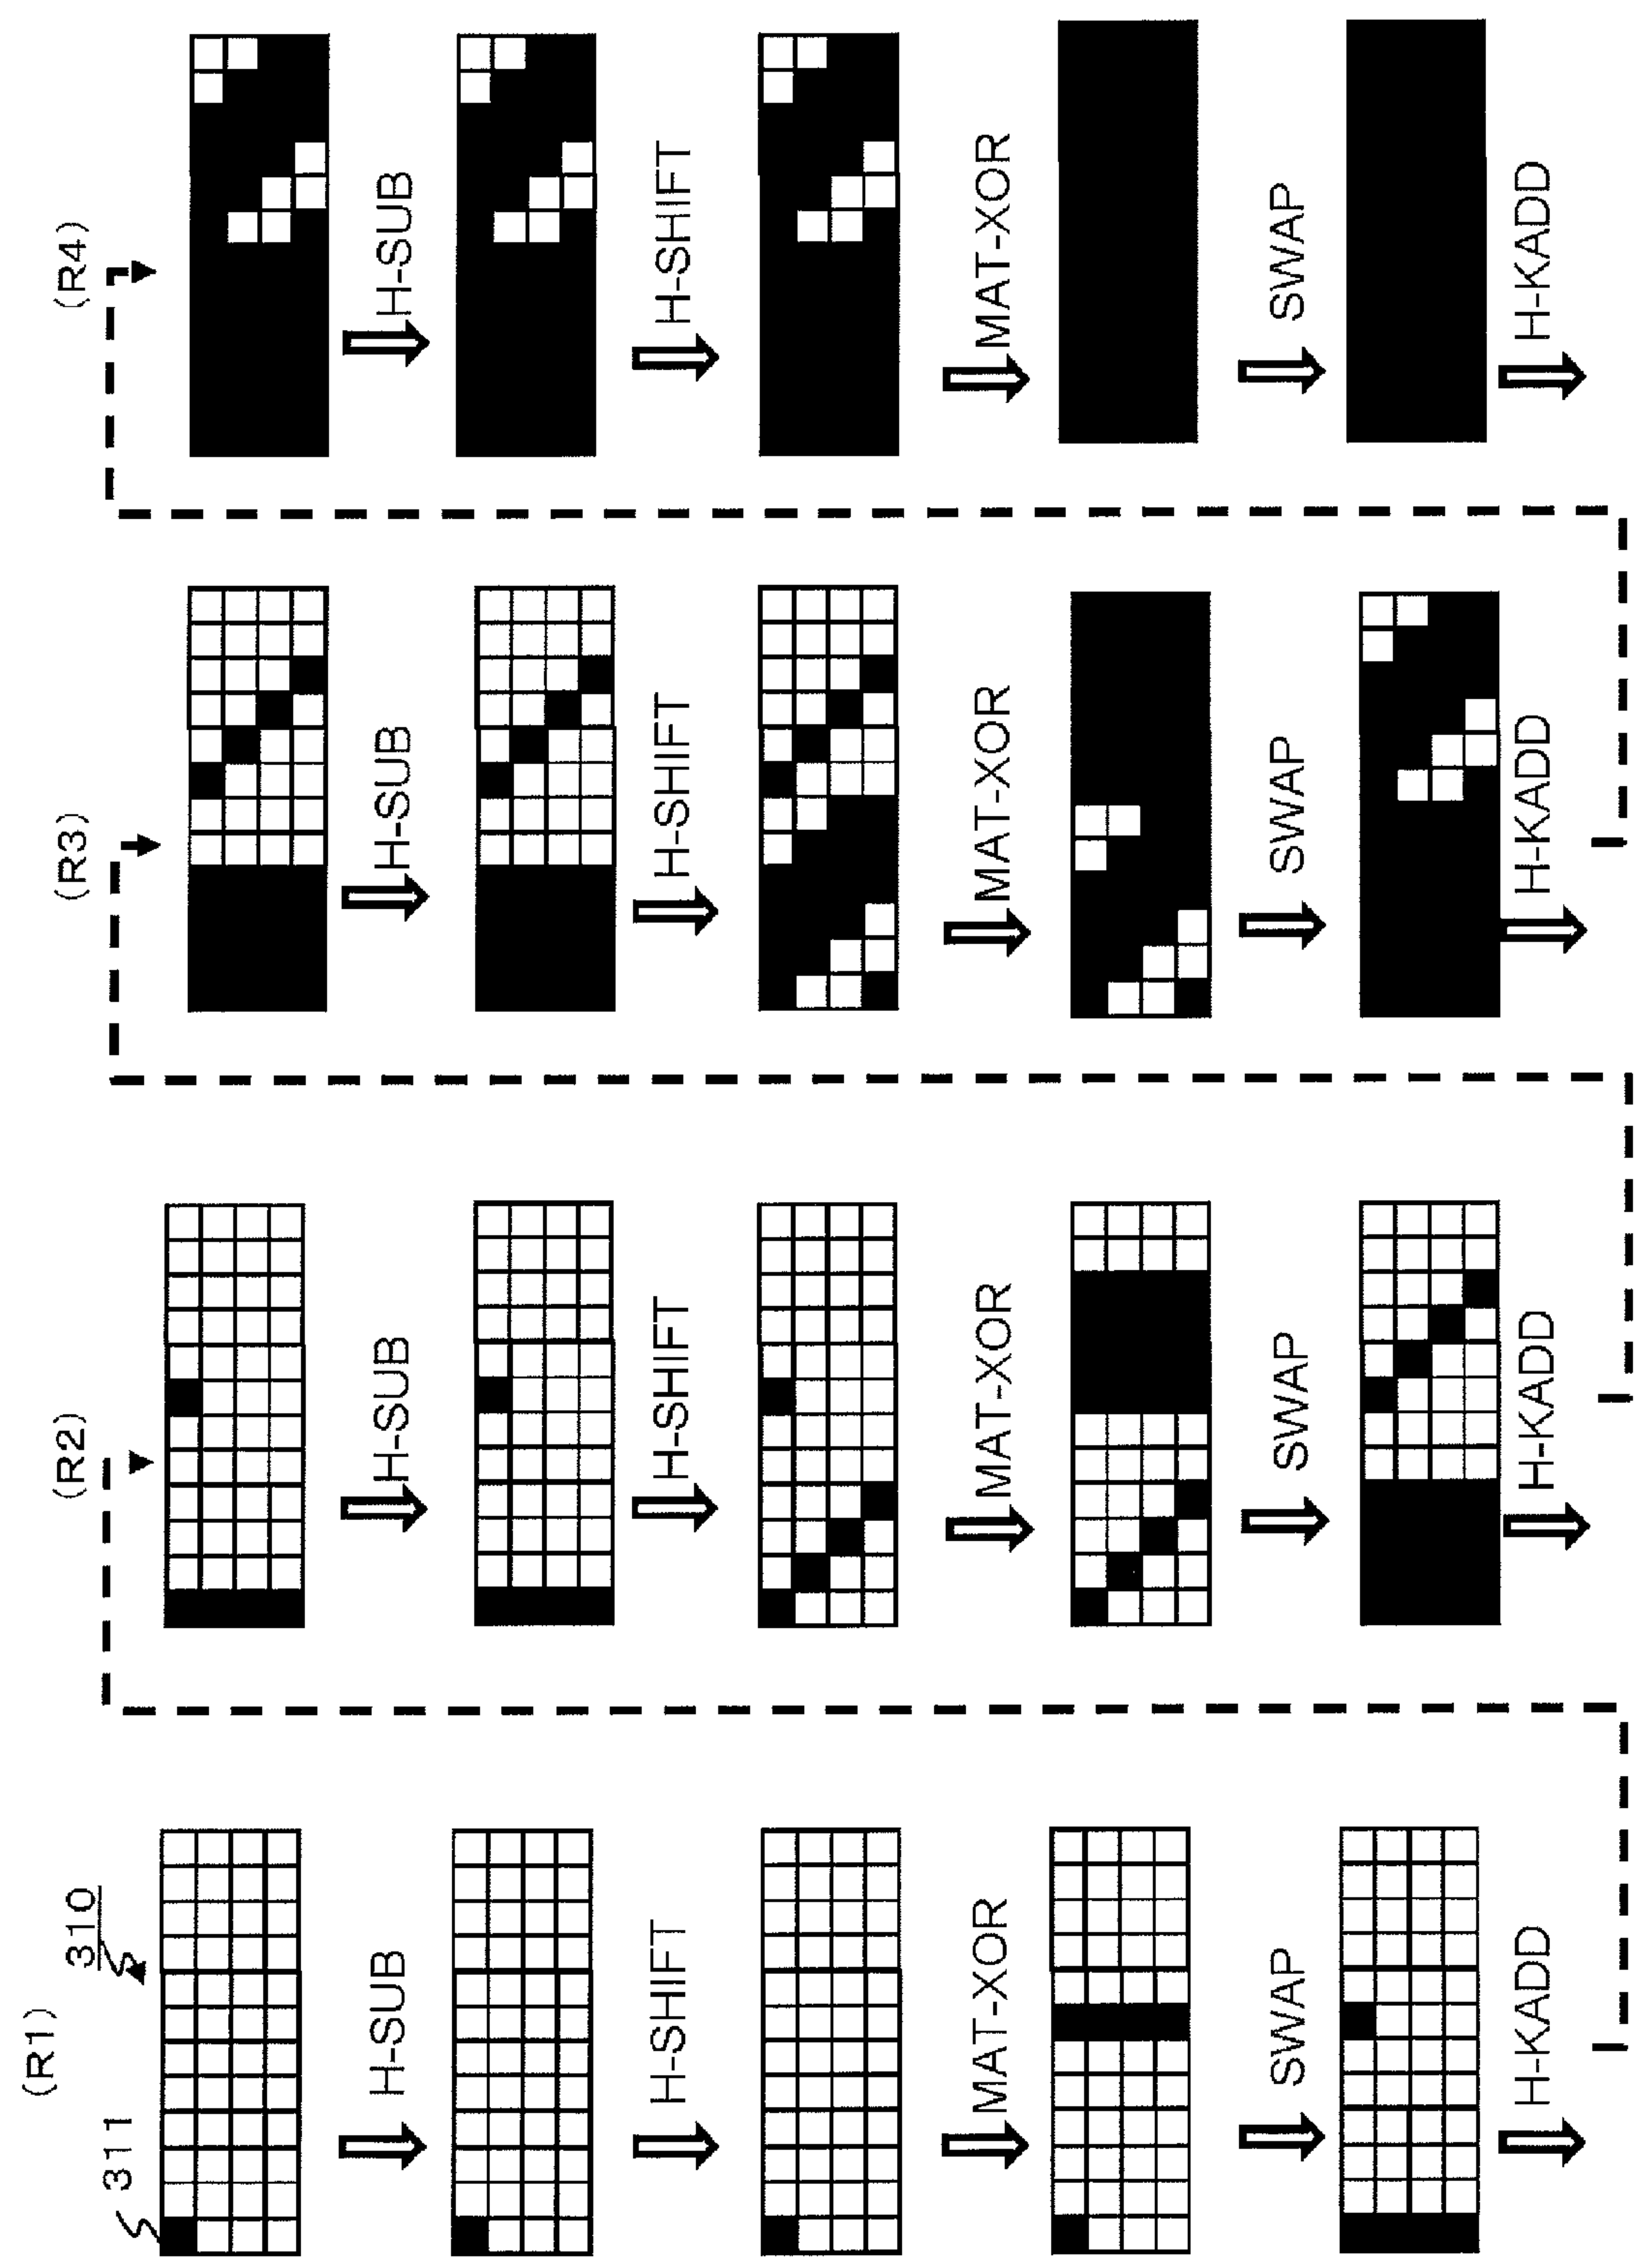 (R1)
310
311
H-SUB
H-SHIFT
MAT-XOR
SWAP
H-KADD
(R2)
H-SUB
H-SHIFT
MAT-XOR
SWAP
H-KADD
(R3)
H-SUB
H-SHIFT
MAT-XOR
SWAP
H-KADD
(R4)
H-SUB
H-SHIFT
MAT-XOR
SWAP
H-KADD